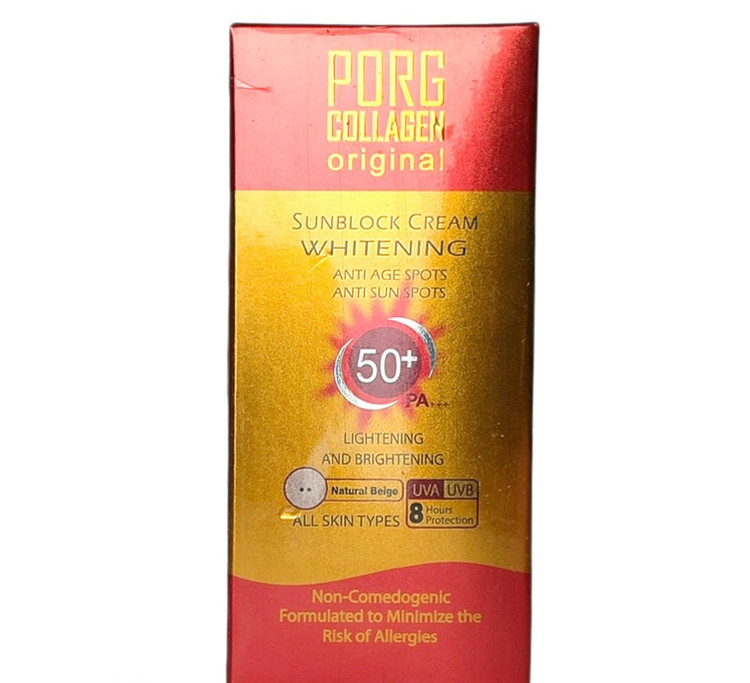 PORG
COLLAGEN
original
SUNBLOCK CREAM
WHITENING
ANTI AGE SPOTS
ANTI SUN SPOTS
50+
PA+++
LIGHTENING
AND BRIGHTENING
Natural Beige
UVA UVB
ALL SKIN TYPES
8 Hours
Protection
Non-Comedogenic
Formulated to Minimize the
Risk of Allergies